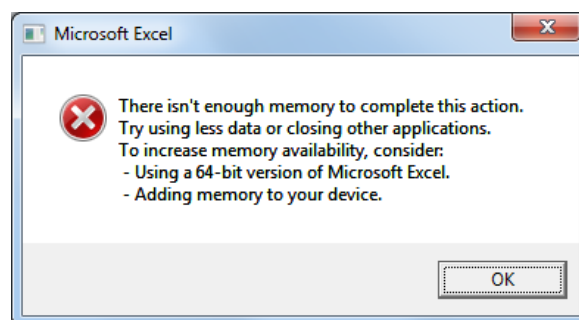 Microsoft Excel
There isn't enough memory to complete this action.
Try using less data or closing other applications.
To increase memory availability, consider:
- Using a 64-bit version of Microsoft Excel.
- Adding memory to your device.
OK